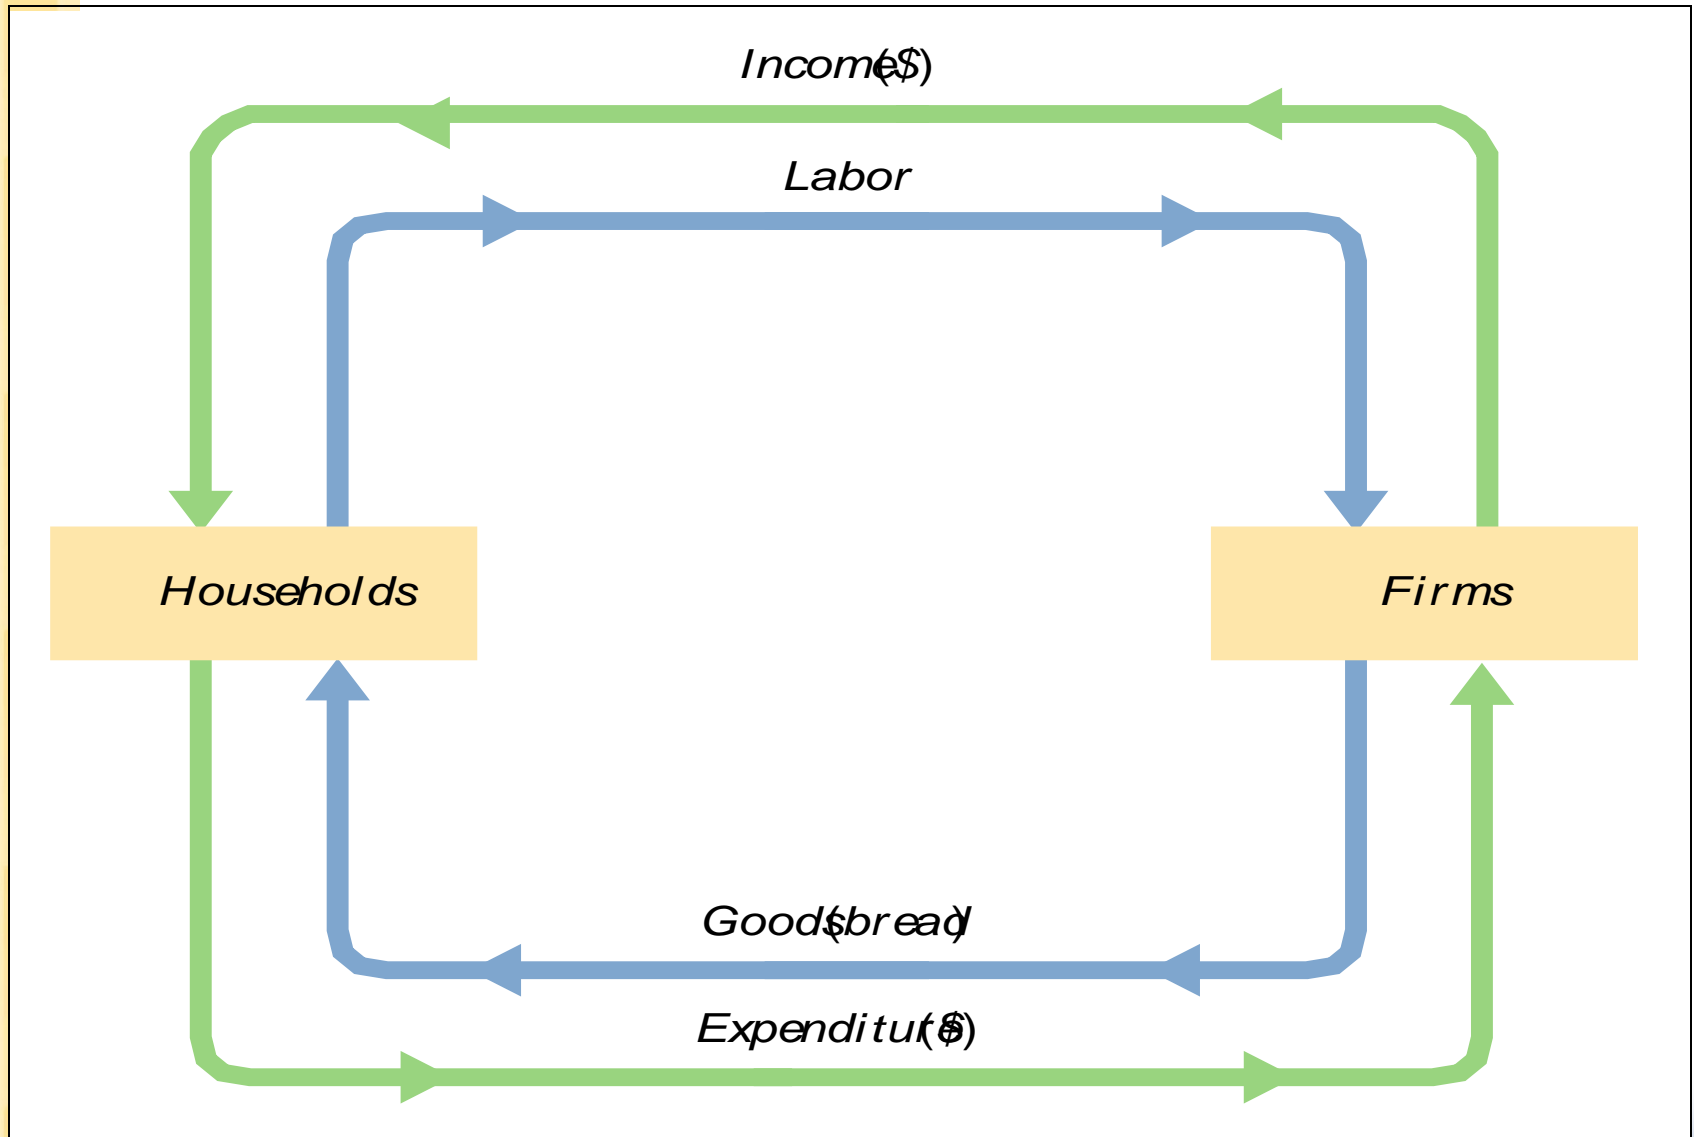 Income ($)
Labor
Households
Firms
Goods (bread)
Expenditure ($)